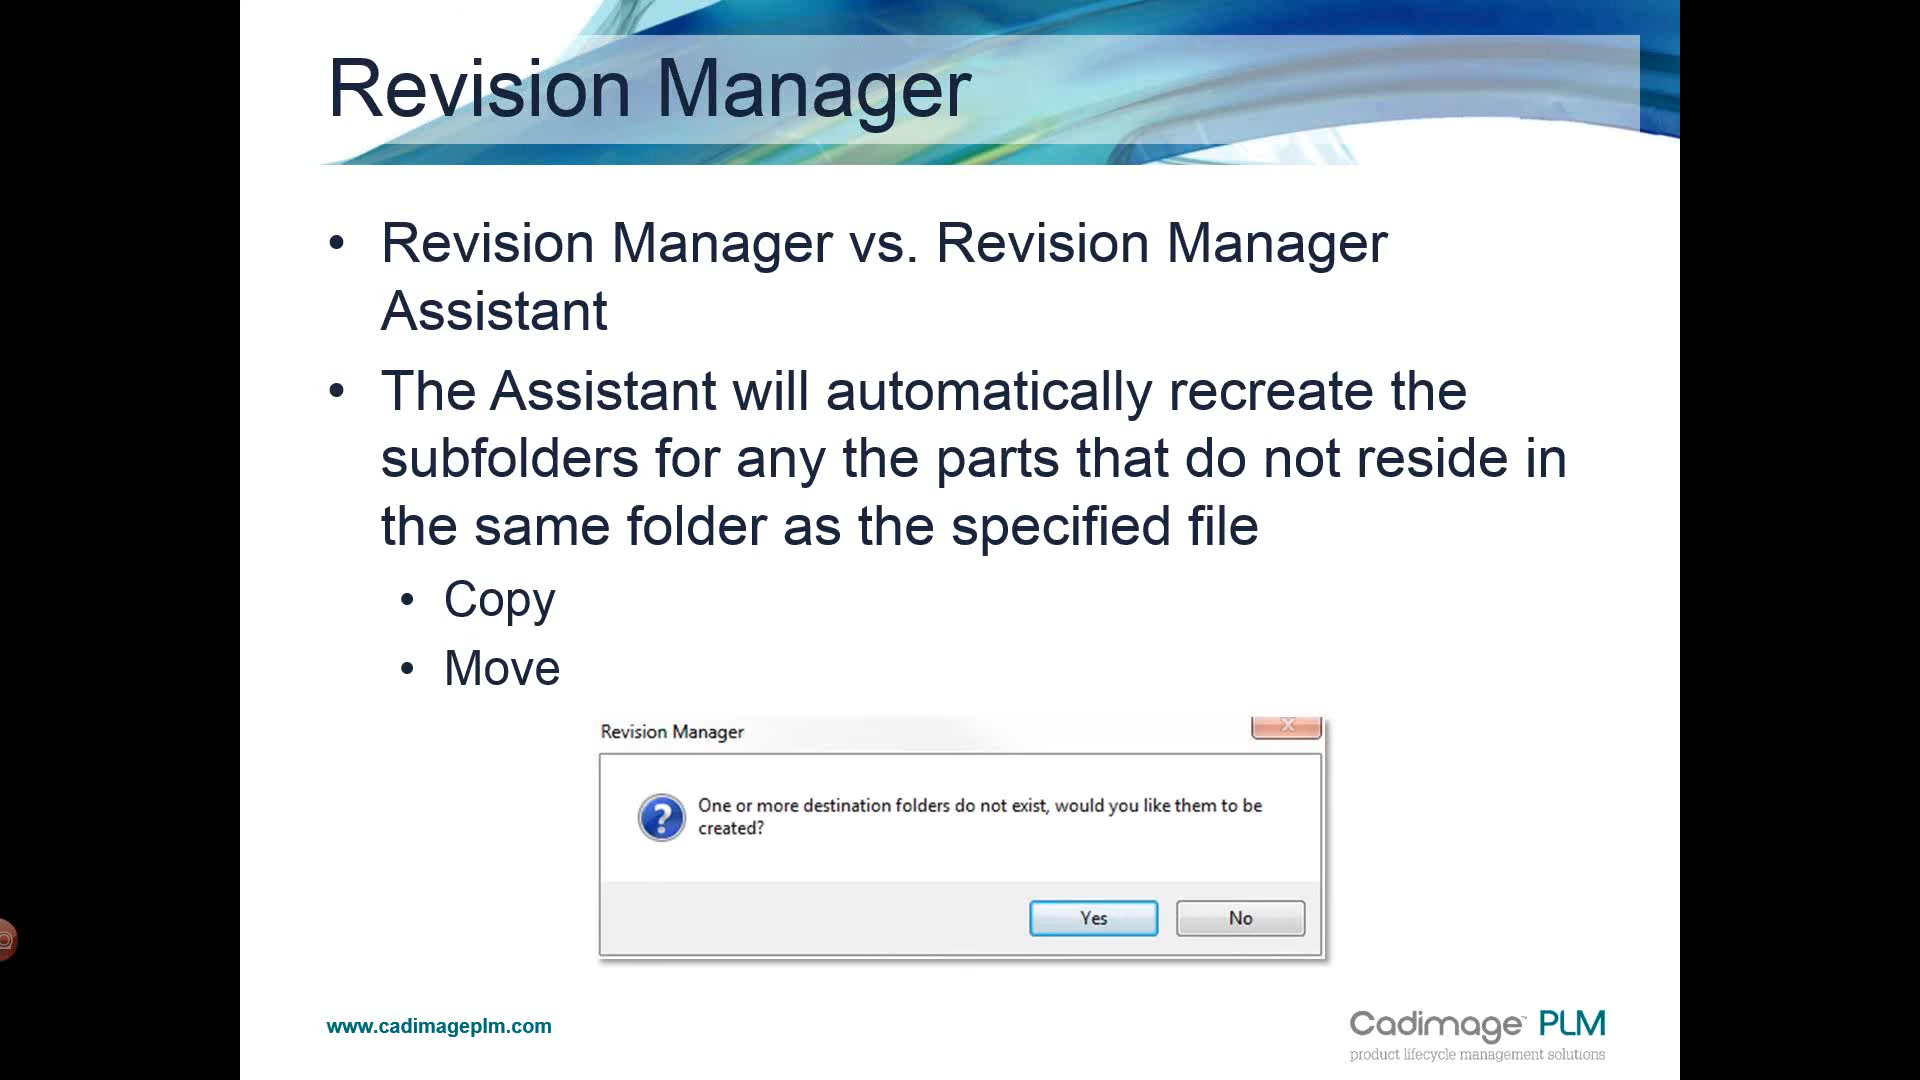 Revision Manager
• Revision Manager vs. Revision Manager
Assistant
• The Assistant will automatically recreate the
subfolders for any the parts that do not reside in
the same folder as the specified file
• Copy
• Move
Revision Manager
One or more destination folders do not exist, would you like them to be
created?
Yes No
www.cadimageplm.com
Cadimage™ PLM
product lifecycle management solutions